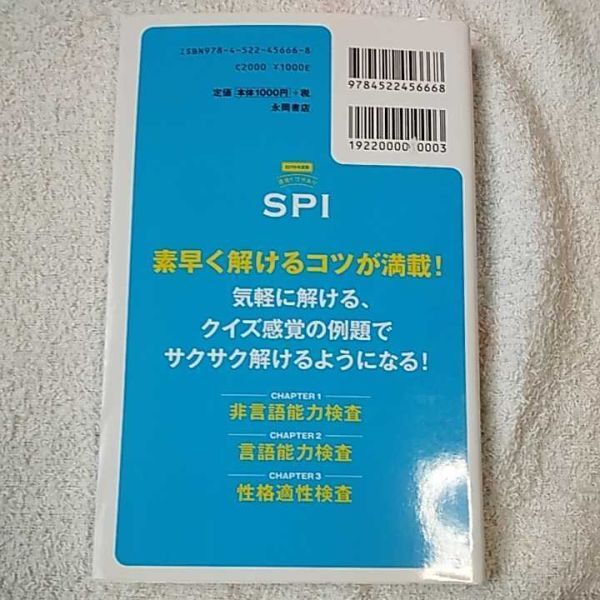 ISBN978-4-522-45666-8
C2000 ¥1000E
定価 本体1000円 +税
永岡書店
9784522456668
19220000 0003
SPI
素早く解けるコツが満載!
気軽に解ける、
クイズ感覚の例題で
サクサク解けるようになる!
CHAPTER 1
非言語能力検査
CHAPTER 2
言語能力検査
CHAPTER 3
性格適性検査